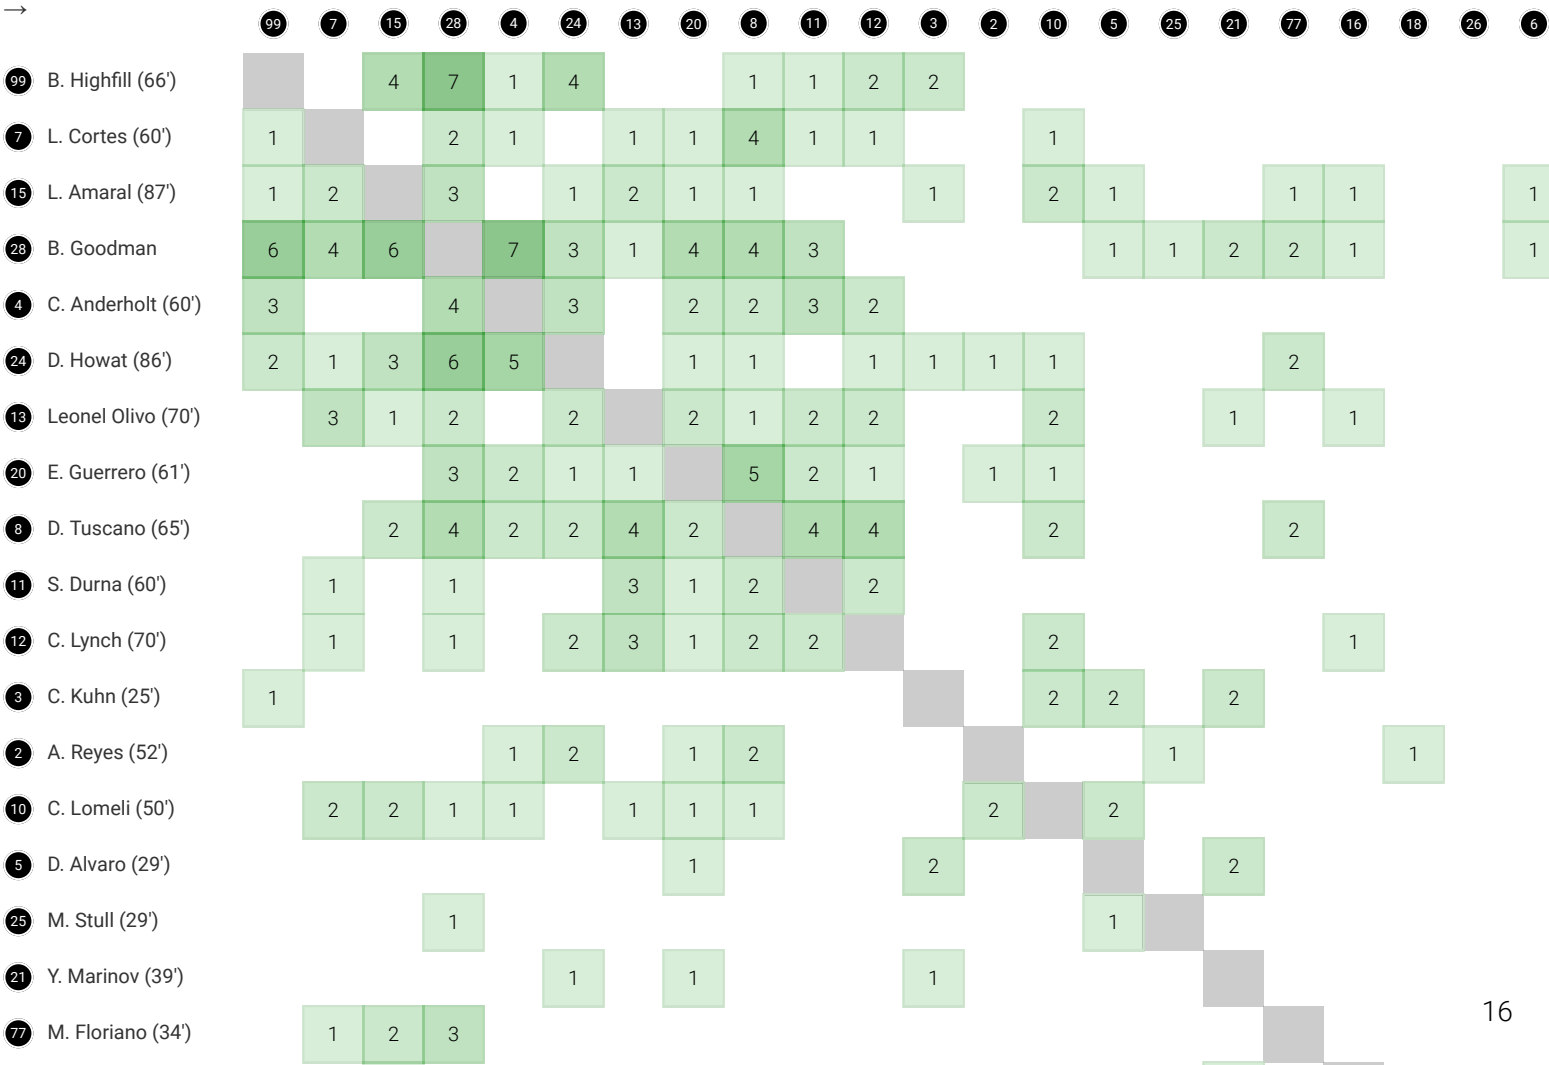 → 99 7 15 28 4 24 13 20 8 11 12 3 2 10 5 25 21 77 16 18 26 6
99 B. Highfill (66') 4 7 1 4 1 1 2 2
7 L. Cortes (60') 1 2 1 1 1 4 1 1 1
15 L. Amaral (87') 1 2 3 1 2 1 1 1 2 1 1 1 1
28 B. Goodman 6 4 6 7 3 1 4 4 3 1 1 2 2 1 1
4 C. Anderholt (60') 3 4 3 2 2 3 2
24 D. Howat (86') 2 1 3 6 5 1 1 1 1 1 1 2
13 Leonel Olivo (70') 3 1 2 2 2 1 2 2 2 1 1
20 E. Guerrero (61') 3 2 1 1 5 2 1 1 1
8 D. Tuscano (65') 2 4 2 2 4 2 4 4 2 2
11 S. Durna (60') 1 1 3 1 2 2
12 C. Lynch (70') 1 1 2 3 1 2 2 2 1
3 C. Kuhn (25') 1 2 2 2
2 A. Reyes (52') 1 2 1 2 1 1
10 C. Lomeli (50') 2 2 1 1 1 1 1 2 2
5 D. Alvaro (29') 1 2 2
25 M. Stull (29') 1 1
21 Y. Marinov (39') 1 1 1
77 M. Floriano (34') 1 2 3
16